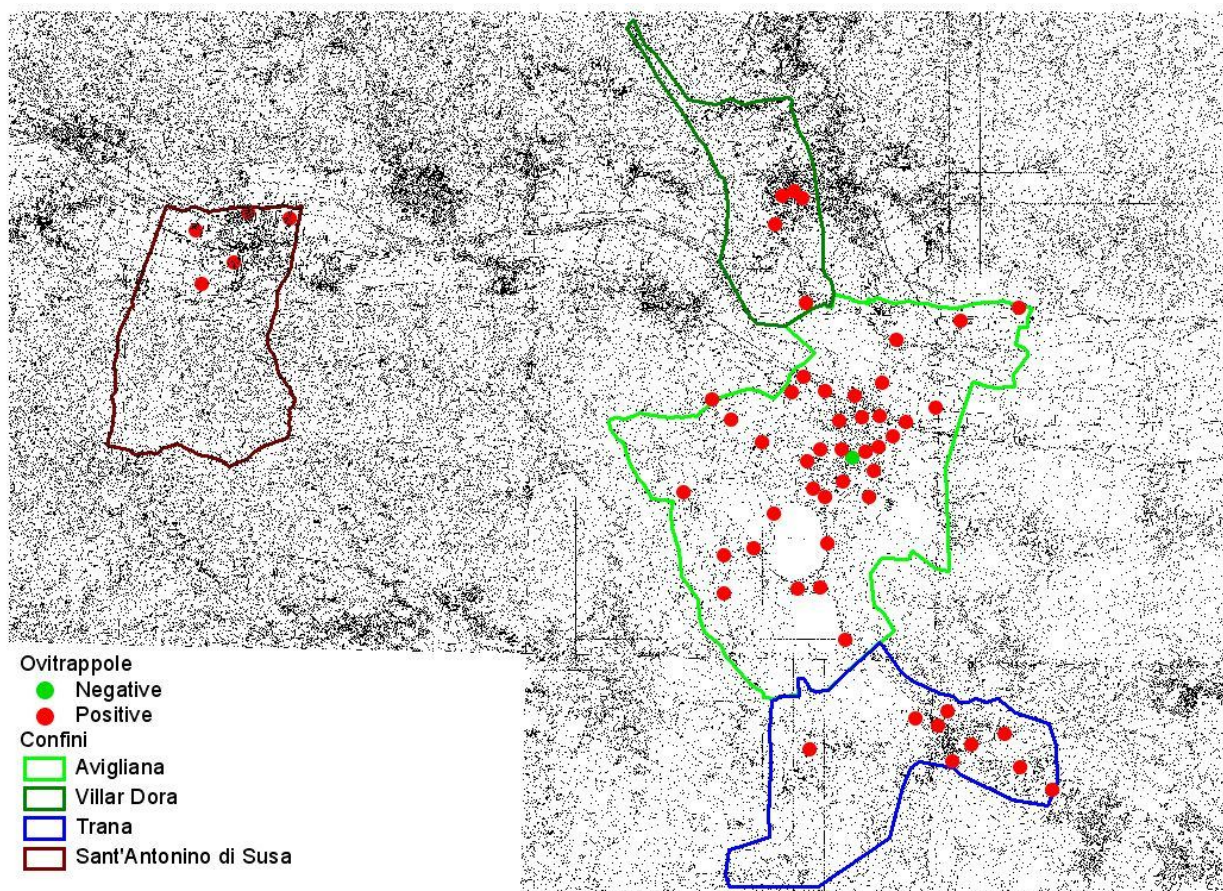 Ovitrappole
Negative
Positive
Confini
Avigliana
Villar Dora
Trana
Sant'Antonino di Susa